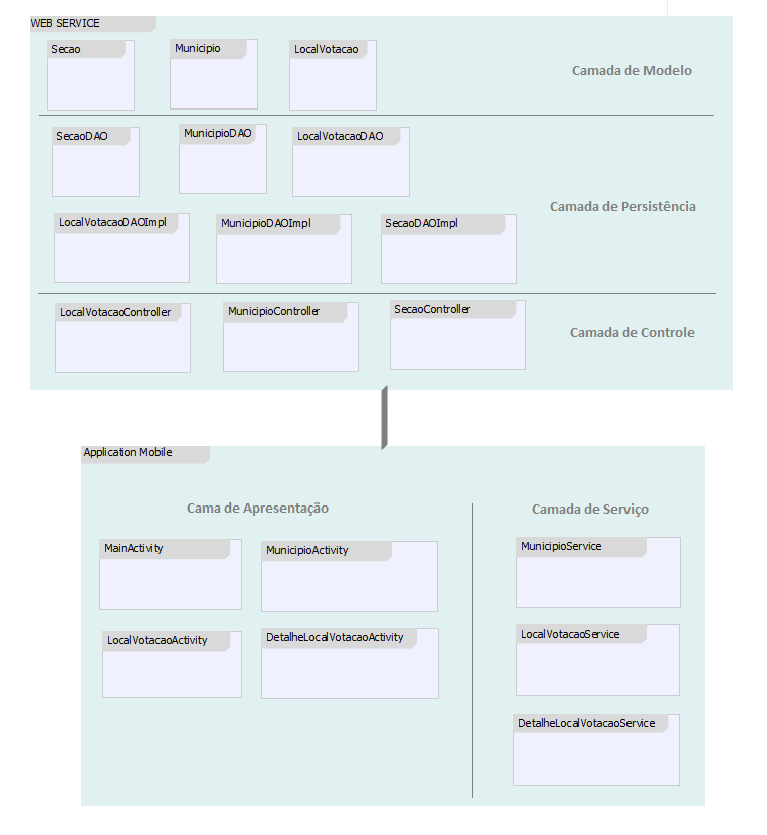 WEB SERVICE
Secao
Municipio
LocalVotacao
Camada de Modelo
SecaoDAO
MunicipioDAO
LocalVotacaoDAO
Camada de Persistência
LocalVotacaoDAOImpl
MunicipioDAOImpl
SecaoDAOImpl
LocalVotacaoController
MunicipioController
SecaoController
Camada de Controle
Application Mobile
Cama de Apresentação
MainActivity
MunicipioActivity
LocalVotacaoActivity
DetalheLocalVotacaoActivity
Camada de Serviço
MunicipioService
LocalVotacaoService
DetalheLocalVotacaoService